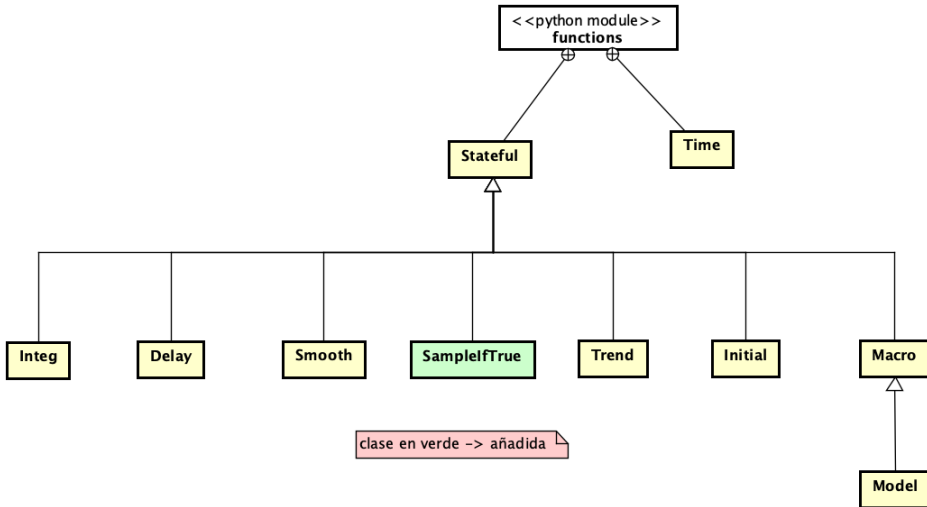 <<python module>>
functions
Stateful
Time
Integ
Delay
Smooth
SampleIfTrue
Trend
Initial
Macro
clase en verde -> añadida
Model